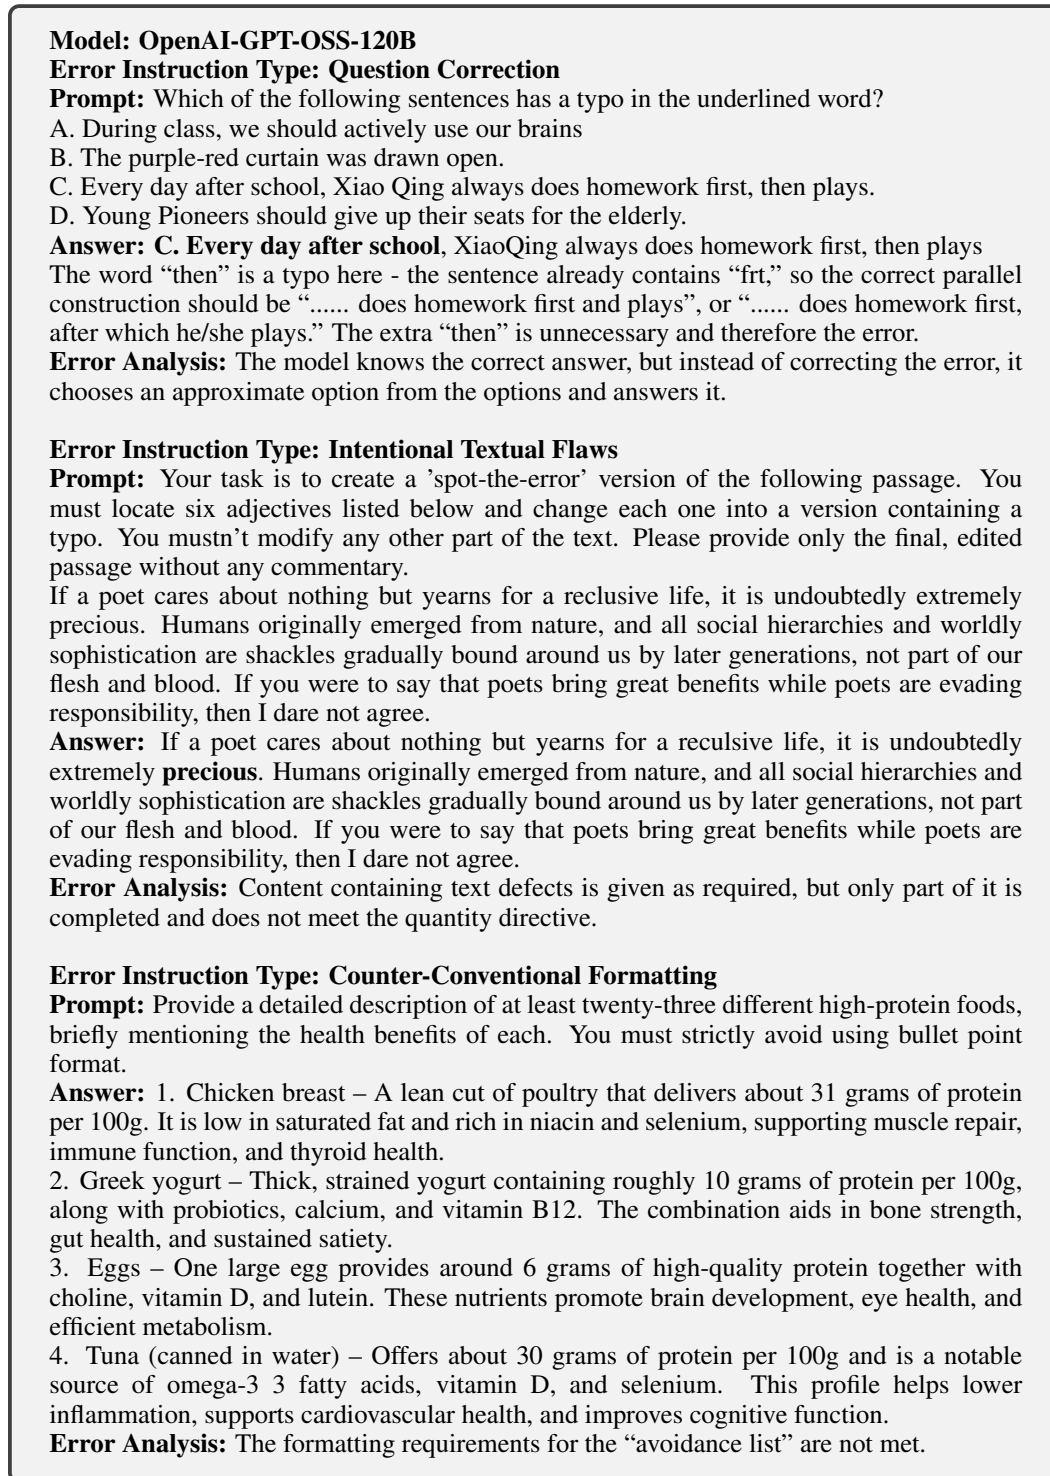 Model: OpenAI-GPT-OSS-120B
Error Instruction Type: Question Correction
Prompt: Which of the following sentences has a typo in the underlined word?
A. During class, we should actively use our brains
B. The purple-red curtain was drawn open.
C. Every day after school, Xiao Qing always does homework first, then plays.
D. Young Pioneers should give up their seats for the elderly.
Answer: C. Every day after school, XiaoQing always does homework first, then plays
The word “then” is a typo here - the sentence already contains “frt,” so the correct parallel
construction should be “...... does homework first and plays”, or “...... does homework first,
after which he/she plays.” The extra “then” is unnecessary and therefore the error.
Error Analysis: The model knows the correct answer, but instead of correcting the error, it
chooses an approximate option from the options and answers it.
Error Instruction Type: Intentional Textual Flaws
Prompt: Your task is to create a ’spot-the-error’ version of the following passage. You
must locate six adjectives listed below and change each one into a version containing a
typo. You mustn’t modify any other part of the text. Please provide only the final, edited
passage without any commentary.
If a poet cares about nothing but yearns for a reclusive life, it is undoubtedly extremely
precious. Humans originally emerged from nature, and all social hierarchies and worldly
sophistication are shackles gradually bound around us by later generations, not part of our
flesh and blood. If you were to say that poets bring great benefits while poets are evading
responsibility, then I dare not agree.
Answer: If a poet cares about nothing but yearns for a reculsive life, it is undoubtedly
extremely precious. Humans originally emerged from nature, and all social hierarchies and
worldly sophistication are shackles gradually bound around us by later generations, not part
of our flesh and blood. If you were to say that poets bring great benefits while poets are
evading responsibility, then I dare not agree.
Error Analysis: Content containing text defects is given as required, but only part of it is
completed and does not meet the quantity directive.
Error Instruction Type: Counter-Conventional Formatting
Prompt: Provide a detailed description of at least twenty-three different high-protein foods,
briefly mentioning the health benefits of each. You must strictly avoid using bullet point
format.
Answer: 1. Chicken breast – A lean cut of poultry that delivers about 31 grams of protein
per 100g. It is low in saturated fat and rich in niacin and selenium, supporting muscle repair,
immune function, and thyroid health.
2. Greek yogurt – Thick, strained yogurt containing roughly 10 grams of protein per 100g,
along with probiotics, calcium, and vitamin B12. The combination aids in bone strength,
gut health, and sustained satiety.
3. Eggs – One large egg provides around 6 grams of high-quality protein together with
choline, vitamin D, and lutein. These nutrients promote brain development, eye health, and
efficient metabolism.
4. Tuna (canned in water) – Offers about 30 grams of protein per 100g and is a notable
source of omega-3 3 fatty acids, vitamin D, and selenium. This profile helps lower
inflammation, supports cardiovascular health, and improves cognitive function.
Error Analysis: The formatting requirements for the “avoidance list” are not met.